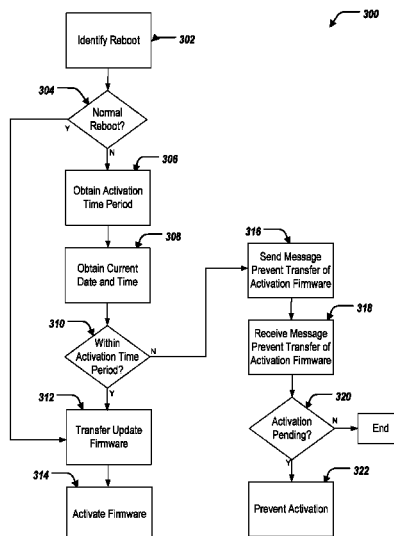 300
Identify Reboot
302
304
Normal
Reboot?
Y
N
306
Obtain Activation
Time Period
308
Obtain Current
Date and Time
310
Within
Activation Time
Period?
N
Y
312
Transfer Update
Firmware
314
Activate Firmware
316
Send Message
Prevent Transfer of
Activation Firmware
318
Receive Message
Prevent Transfer of
Activation Firmware
320
Activation
Pending?
N
End
Y
322
Prevent Activation